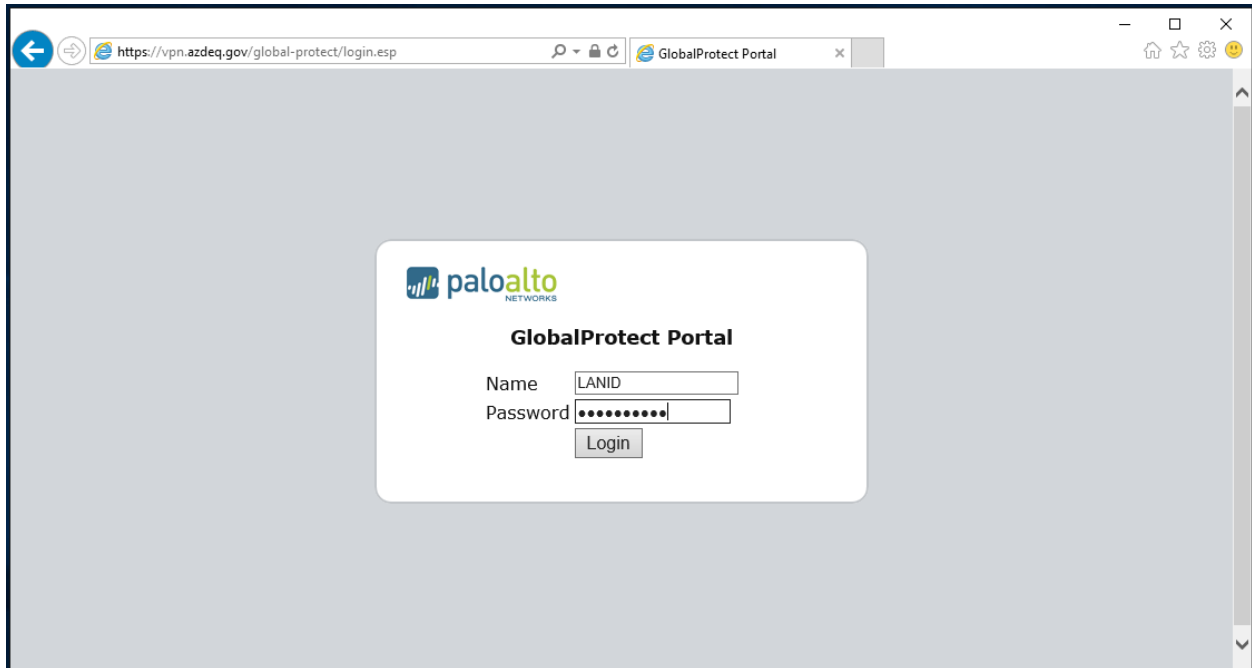 https://vpn.azdeq.gov/global-protect/login.esp
GlobalProtect Portal
paloalto
NETWORKS
GlobalProtect Portal
Name LANID
Password ••••••••••
Login